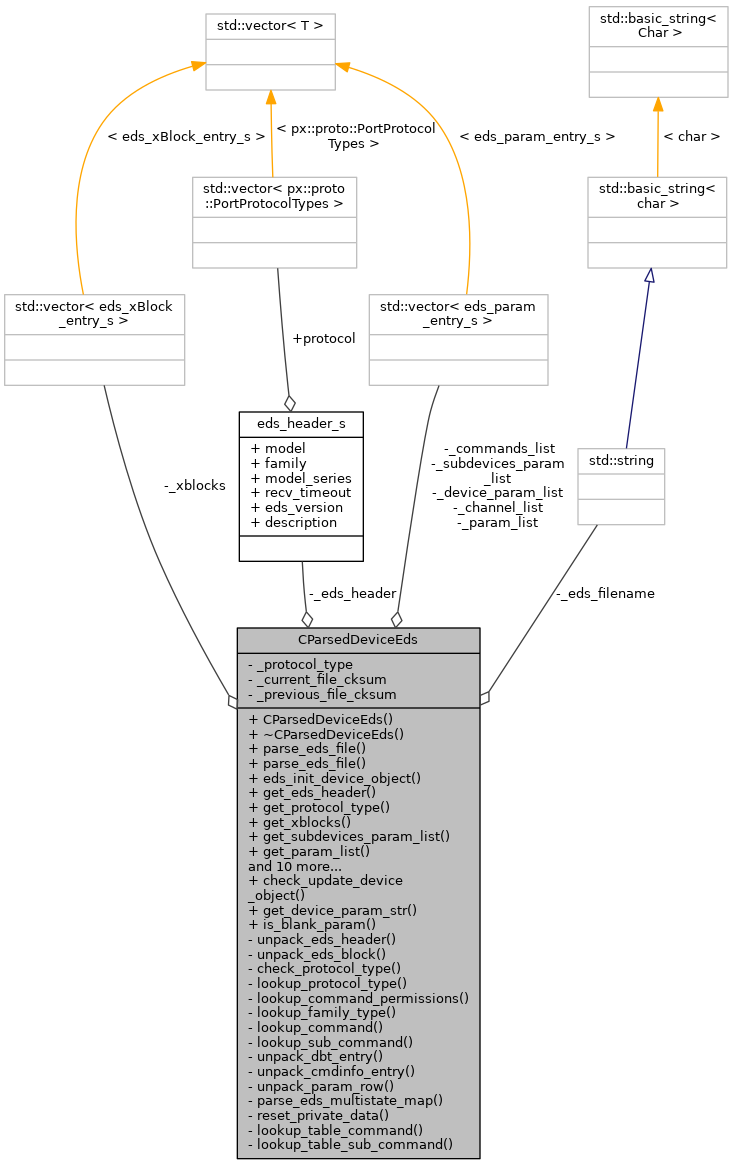 std::vector< T >
std::basic_string<
Char >
< eds_xBlock_entry_s >
< px::proto::PortProtocol
Types >
< eds_param_entry_s >
< char >
std::vector< px::proto
::PortProtocolTypes >
std::basic_string<
char >
std::vector< eds_xBlock
_entry_s >
std::vector< eds_param
_entry_s >
+protocol
eds_header_s
+ model
+ family
+ model_series
+ recv_timeout
+ eds_version
+ description
-_xblocks
-_commands_list
-_subdevices_param
_list
-_device_param_list
-_channel_list
-_param_list
std::string
-_eds_header
-_eds_filename
CParsedDeviceEds
- _protocol_type
- _current_file_cksum
- _previous_file_cksum
+ CParsedDeviceEds()
+ ~CParsedDeviceEds()
+ parse_eds_file()
+ parse_eds_file()
+ eds_init_device_object()
+ get_eds_header()
+ get_protocol_type()
+ get_xblocks()
+ get_subdevices_param_list()
+ get_param_list()
and 10 more...
+ check_update_device
_object()
+ get_device_param_str()
+ is_blank_param()
- unpack_eds_header()
- unpack_eds_block()
- check_protocol_type()
- lookup_protocol_type()
- lookup_command_permissions()
- lookup_family_type()
- lookup_command()
- lookup_sub_command()
- unpack_dbt_entry()
- unpack_cmdinfo_entry()
- unpack_param_row()
- parse_eds_multistate_map()
- reset_private_data()
- lookup_table_command()
- lookup_table_sub_command()